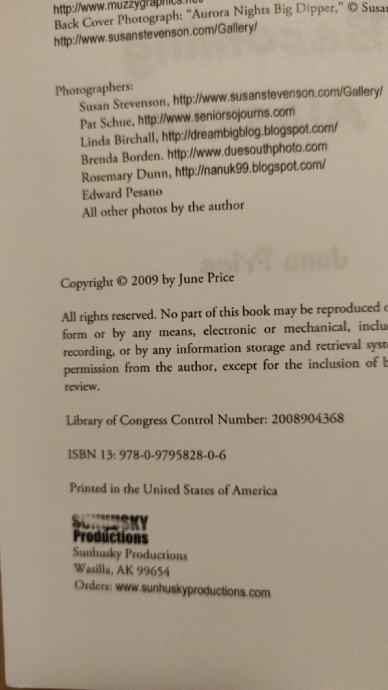 http://www.muzzygraphics.net
Back Cover Photograph: “Aurora Nights Big Dipper,” © Susa
http://www.susanstevenson.com/Gallery/
Photographers:
Susan Stevenson, http://www.susanstevenson.com/Gallery/
Pat Schue, http://www.seniorsojourns.com
Linda Birchall, http://dreambigblog.blogspot.com/
Brenda Borden. http://www.duesouthphoto.com
Rosemary Dunn, http://nanuk99.blogspot.com/
Edward Pesano
All other photos by the author
Copyright © 2009 by June Price
All rights reserved. No part of this book may be reproduced
form or by any means, electronic or mechanical, inclu
recording, or by any information storage and retrieval syst
permission from the author, except for the inclusion of b
review.
Library of Congress Control Number: 2008904368
ISBN 13: 978-0-9795828-0-6
Printed in the United States of America
SUNHUSKY
Productions
Sunhusky Productions
Wasilla, AK 99654
Orders: www.sunhuskyproductions.com